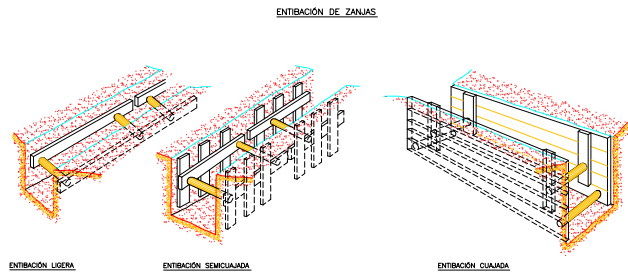 ENTIBACIÓN DE ZANJAS
ENTIBACIÓN LIGERA
ENTIBACIÓN SEMICUAJADA
ENTIBACIÓN CUAJADA